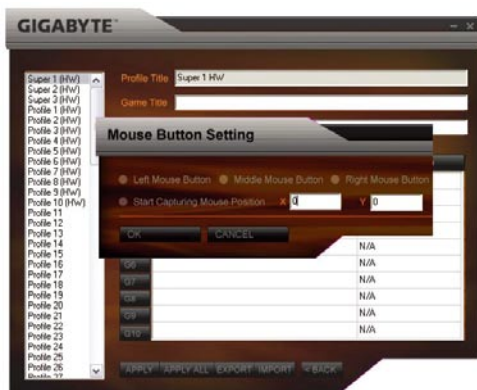 GIGABYTE™
Super 1 (HW)
Super 2 (HW)
Super 3 (HW)
Profile 1 (HW)
Profile 2 (HW)
Profile 3 (HW)
Profile 4 (HW)
Profile 5 (HW)
Profile 6 (HW)
Profile 7 (HW)
Profile 8 (HW)
Profile 9 (HW)
Profile 10 (HW)
Profile 11
Profile 12
Profile 13
Profile 14
Profile 15
Profile 16
Profile 17
Profile 18
Profile 19
Profile 20
Profile 21
Profile 22
Profile 23
Profile 24
Profile 25
Profile 26
Profile 27
Profile Title Super 1 HW
Game Title
Mouse Button Setting
Left Mouse Button Middle Mouse Button Right Mouse Button
Start Capturing Mouse Position X 0 Y 0
OK CANCEL
N/A
G6 N/A
G7 N/A
G8 N/A
G9 N/A
G10 N/A
APPLY APPLY ALL EXPORT IMPORT < BACK